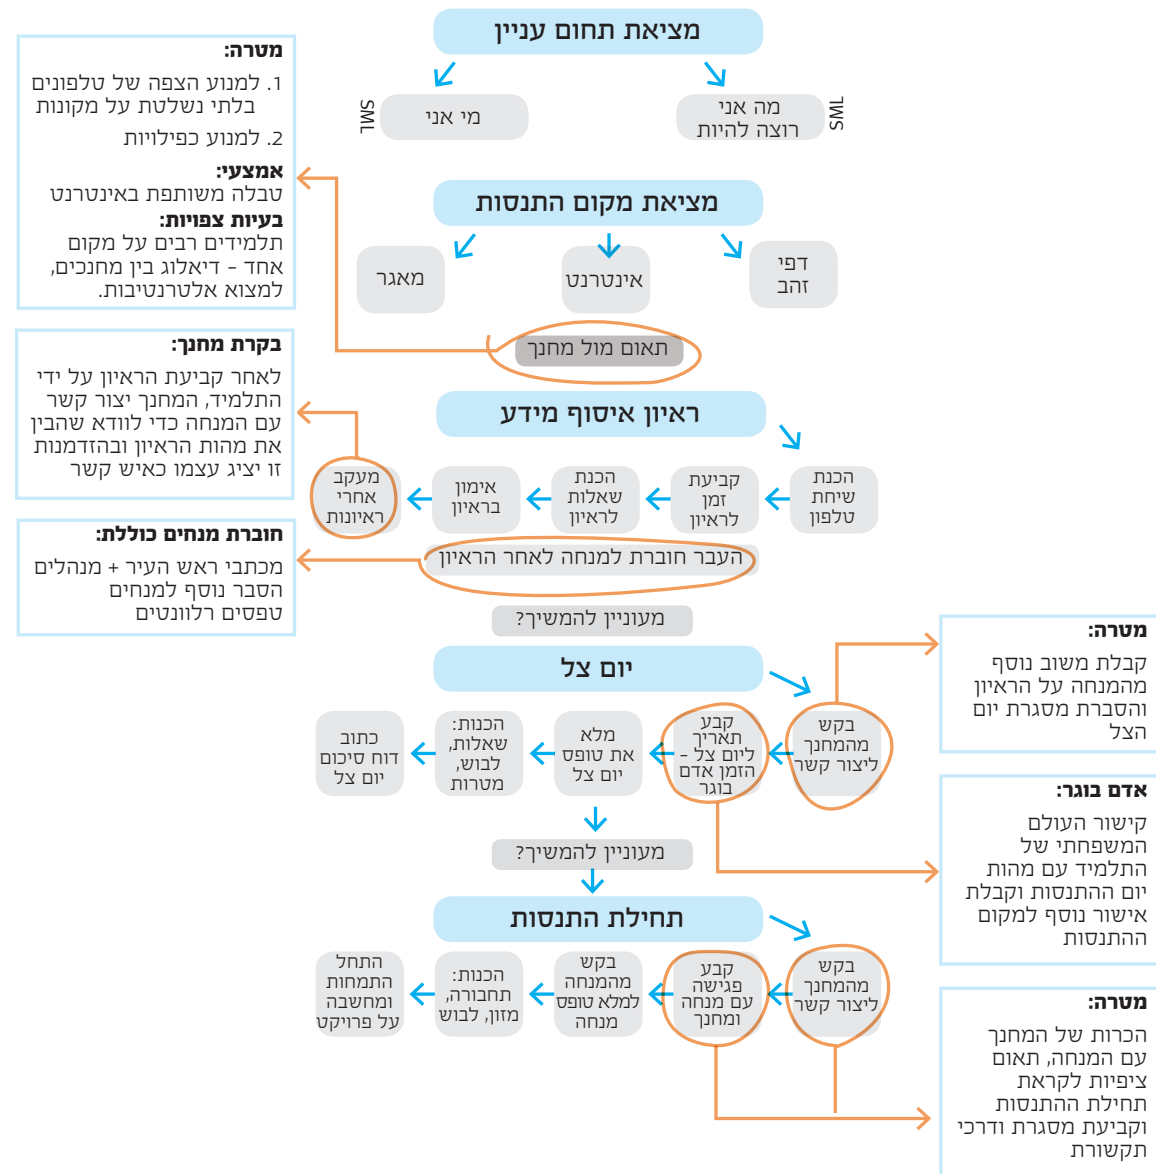 מציאת תחום עניין
מה אני
רוצה להיות
SML
מי אני
SML
מטרה:
1. למנוע הצפה של טלפונים
בלתי נשלטת על מקונות
2. למנוע כפילויות
אמצעי:
טבלה משותפת באינטרנט
בעיות צפויות:
תלמידים רבים על מקום
אחד - דיאלוג בין מחנכים,
למצוא אלטרנטיבות.
מציאת מקום התנסות
דפי
זהב
אינטרנט
מאגר
תאום מול מחנך
ראיון איסוף מידע
הכנת
שיחת
טלפון
קביעת
זמן
לראיון
הכנת
שאלות
לראיון
אימון
בראיון
מעקב
אחרי
ראיונות
בקרת מחנך:
לאחר קביעת הראיון על ידי
התלמיד, המחנך יצור קשר
עם המנחה כדי לוודא שהבין
את מהות הראיון ובהזדמנות
זו יציג עצמו כאיש קשר
העבר חוברת למנחה לאחר הראיון
חוברת מנחים כוללת:
מכתבי ראש העיר + מנהלים
הסבר נוסף למנחים
טפסים רלוונטים
מעוניין להמשיך?
יום צל
בקש
מהמחנך
ליצור קשר
קבע
תאריך
ליום צל -
הזמן אדם
בוגר
מלא
את טופס
יום צל
הכנות:
שאלות,
לבוש,
מטרות
כתוב
דוח סיכום
יום צל
מטרה:
קבלת משוב נוסף
מהמנחה על הראיון
והסברת מסגרת יום
הצל
אדם בוגר:
קישור העולם
המשפחתי של
התלמיד עם מהות
יום ההתנסות וקבלת
אישור נוסף למקום
ההתנסות
מעוניין להמשיך?
תחילת התנסות
בקש
מהמחנך
ליצור קשר
קבע
פגישה
עם מנחה
ומחנך
בקש
מהמנחה
למלא טופס
מנחה
הכנות:
תחבורה,
מזון, לבוש
התחל
התמחות
ומחשבה
על פרויקט
מטרה:
הכרות של המחנך
עם המנחה, תאום
ציפיות לקראת
תחילת ההתנסות
וקביעת מסגרת ודרכי
תקשורת